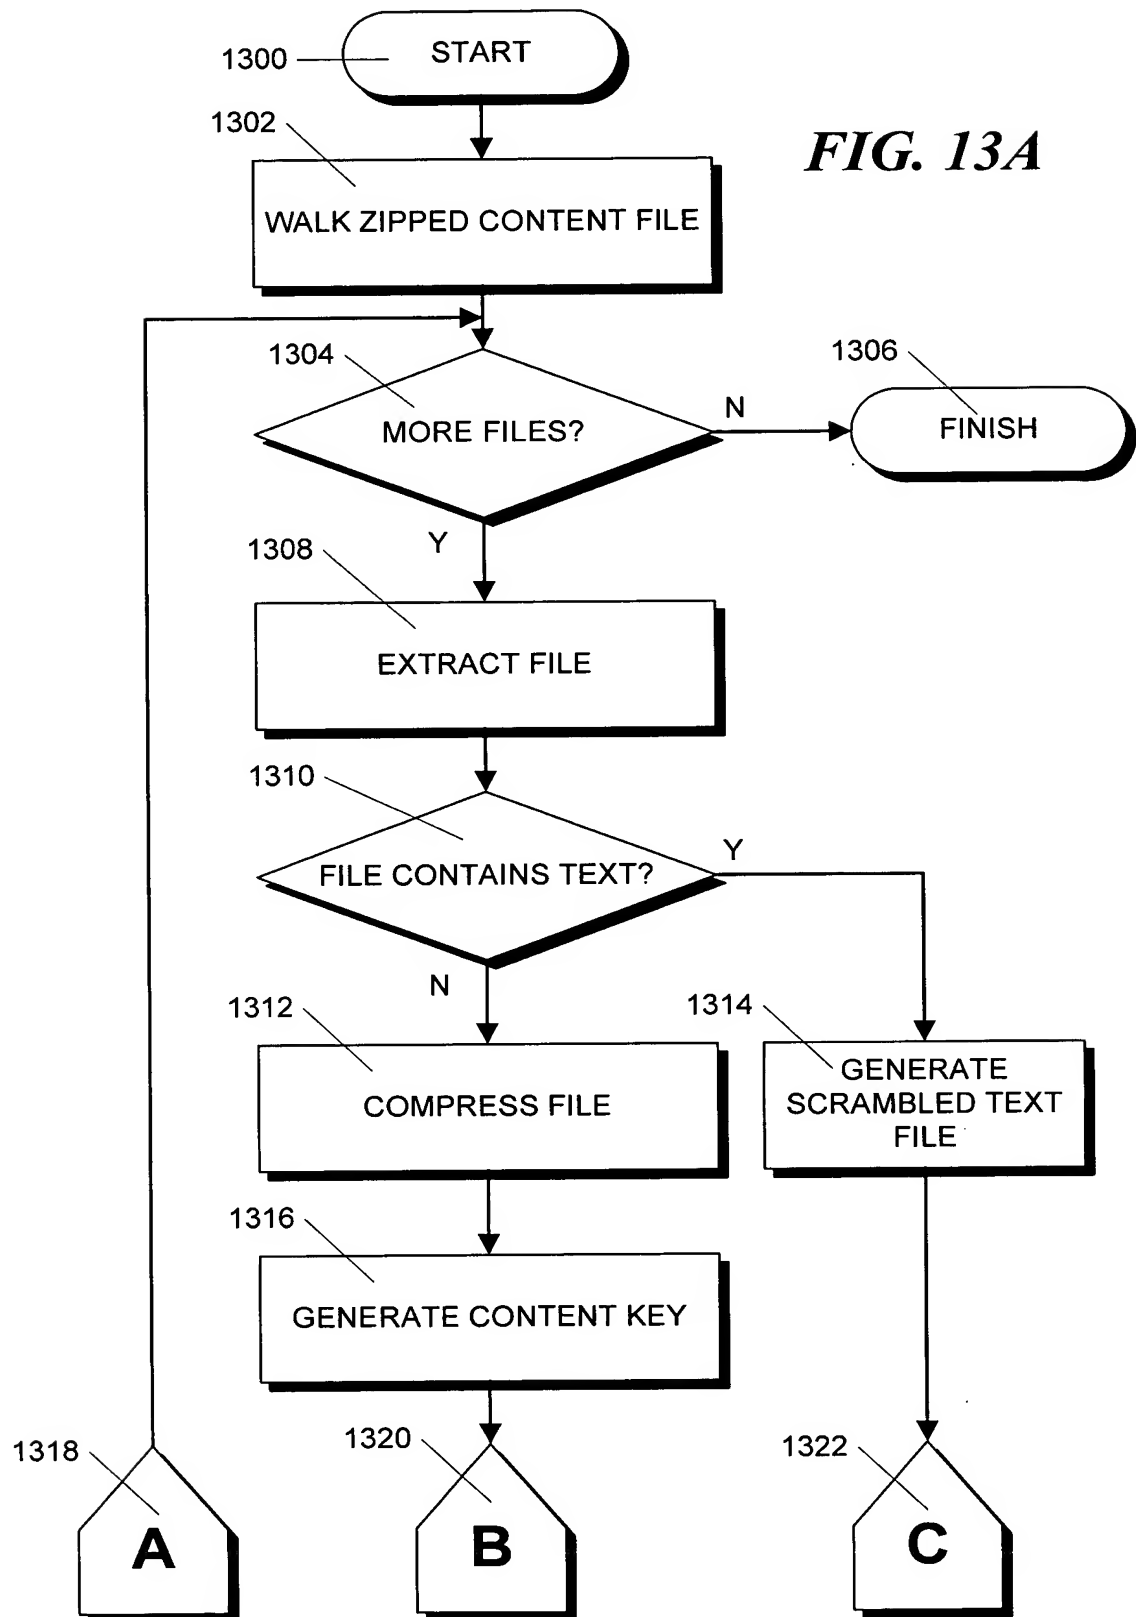 1300
START
1302
FIG. 13A
WALK ZIPPED CONTENT FILE
1304
1306
MORE FILES?
N
FINISH
Y
1308
EXTRACT FILE
1310
FILE CONTAINS TEXT?
Y
N
1312
1314
COMPRESS FILE
GENERATE
SCRAMBLED TEXT
FILE
1316
GENERATE CONTENT KEY
1318
1320
1322
A
B
C